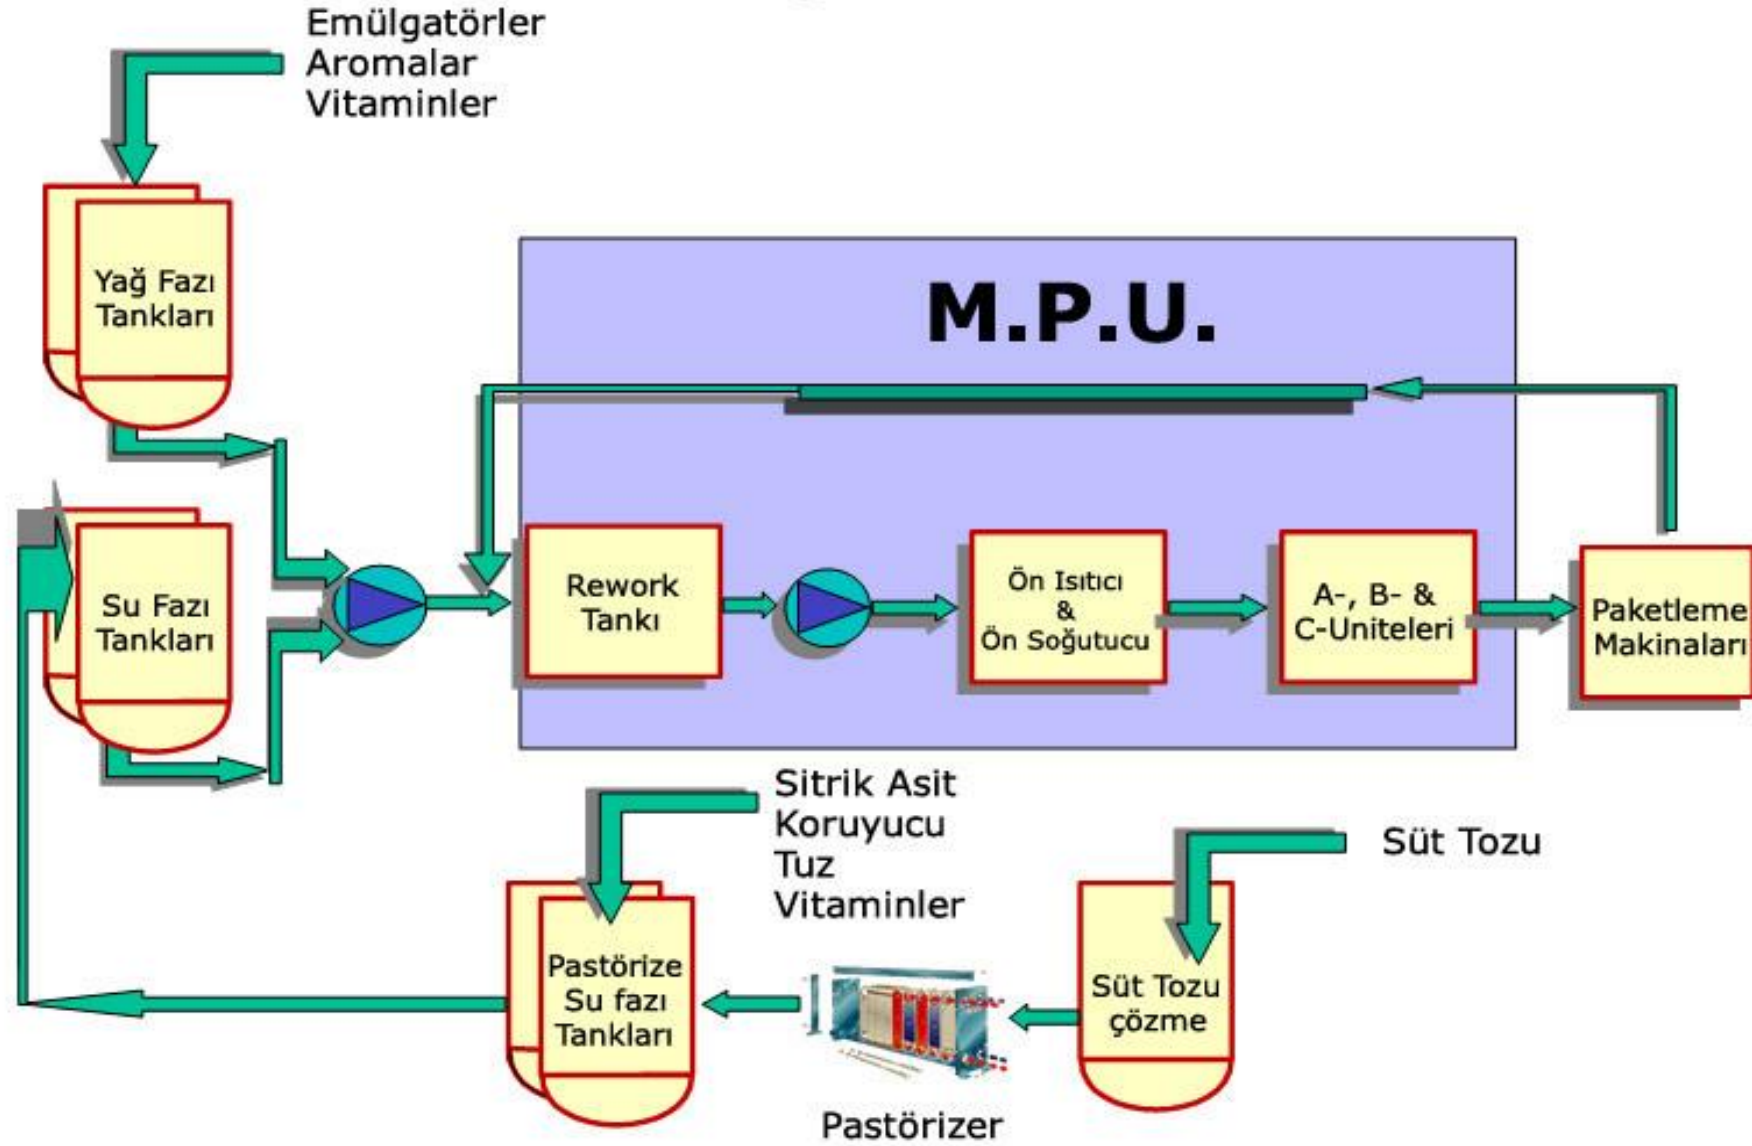 Emülgatörler
Aromalar
Vitaminler
Yağ Fazı
Tankları
M.P.U.
Su Fazı
Tankları
Rework
Tankı
Ön Isıtıcı
&
Ön Soğutucu
A-, B- &
C-Uniteleri
Paketleme
Makinaları
Sitrik Asit
Koruyucu
Tuz
Vitaminler
Süt Tozu
Pastörize
Su fazı
Tankları
Süt Tozu
çözme
Pastörizer